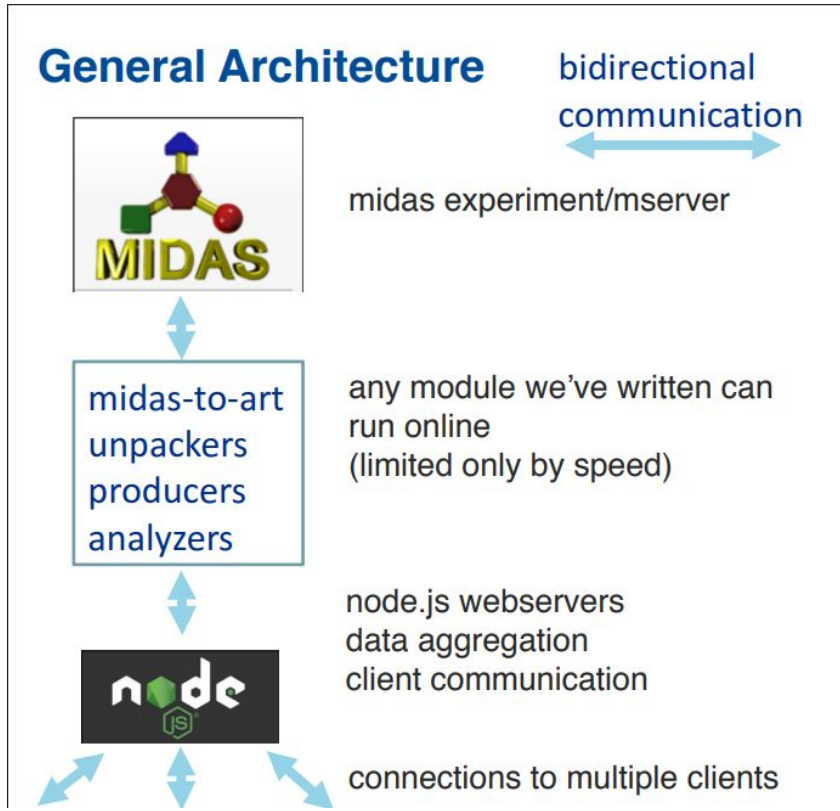 General Architecture
bidirectional
communication
MIDAS
midas experiment/mserver
midas-to-art
unpackers
producers
analyzers
any module we've written can
run online
(limited only by speed)
node.js webservers
data aggregation
client communication
node
JS
connections to multiple clients